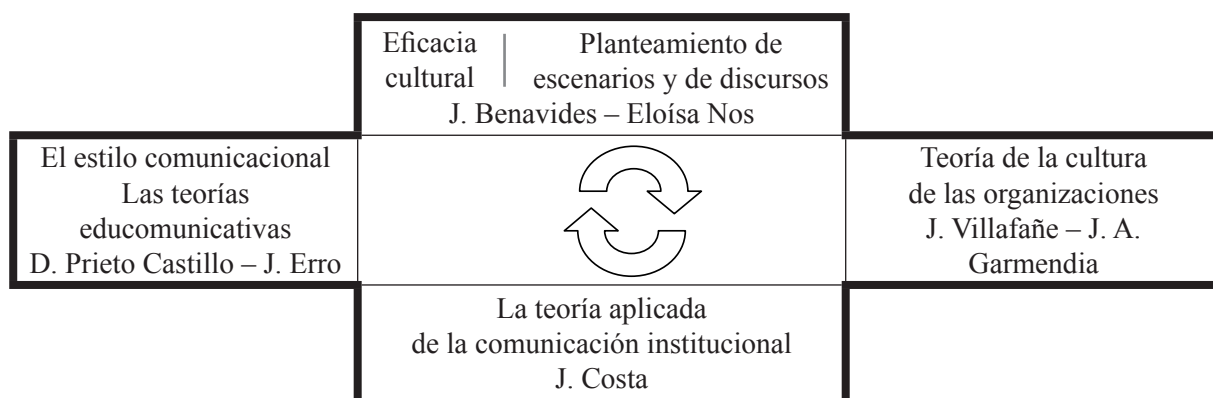 Eficacia
cultural
Planteamiento de
escenarios y de discursos
J. Benavides – Eloísa Nos
El estilo comunicacional
Las teorías
educomunicativas
D. Prieto Castillo – J. Erro
Teoría de la cultura
de las organizaciones
J. Villafañe – J. A.
Garmendia
La teoría aplicada
de la comunicación institucional
J. Costa